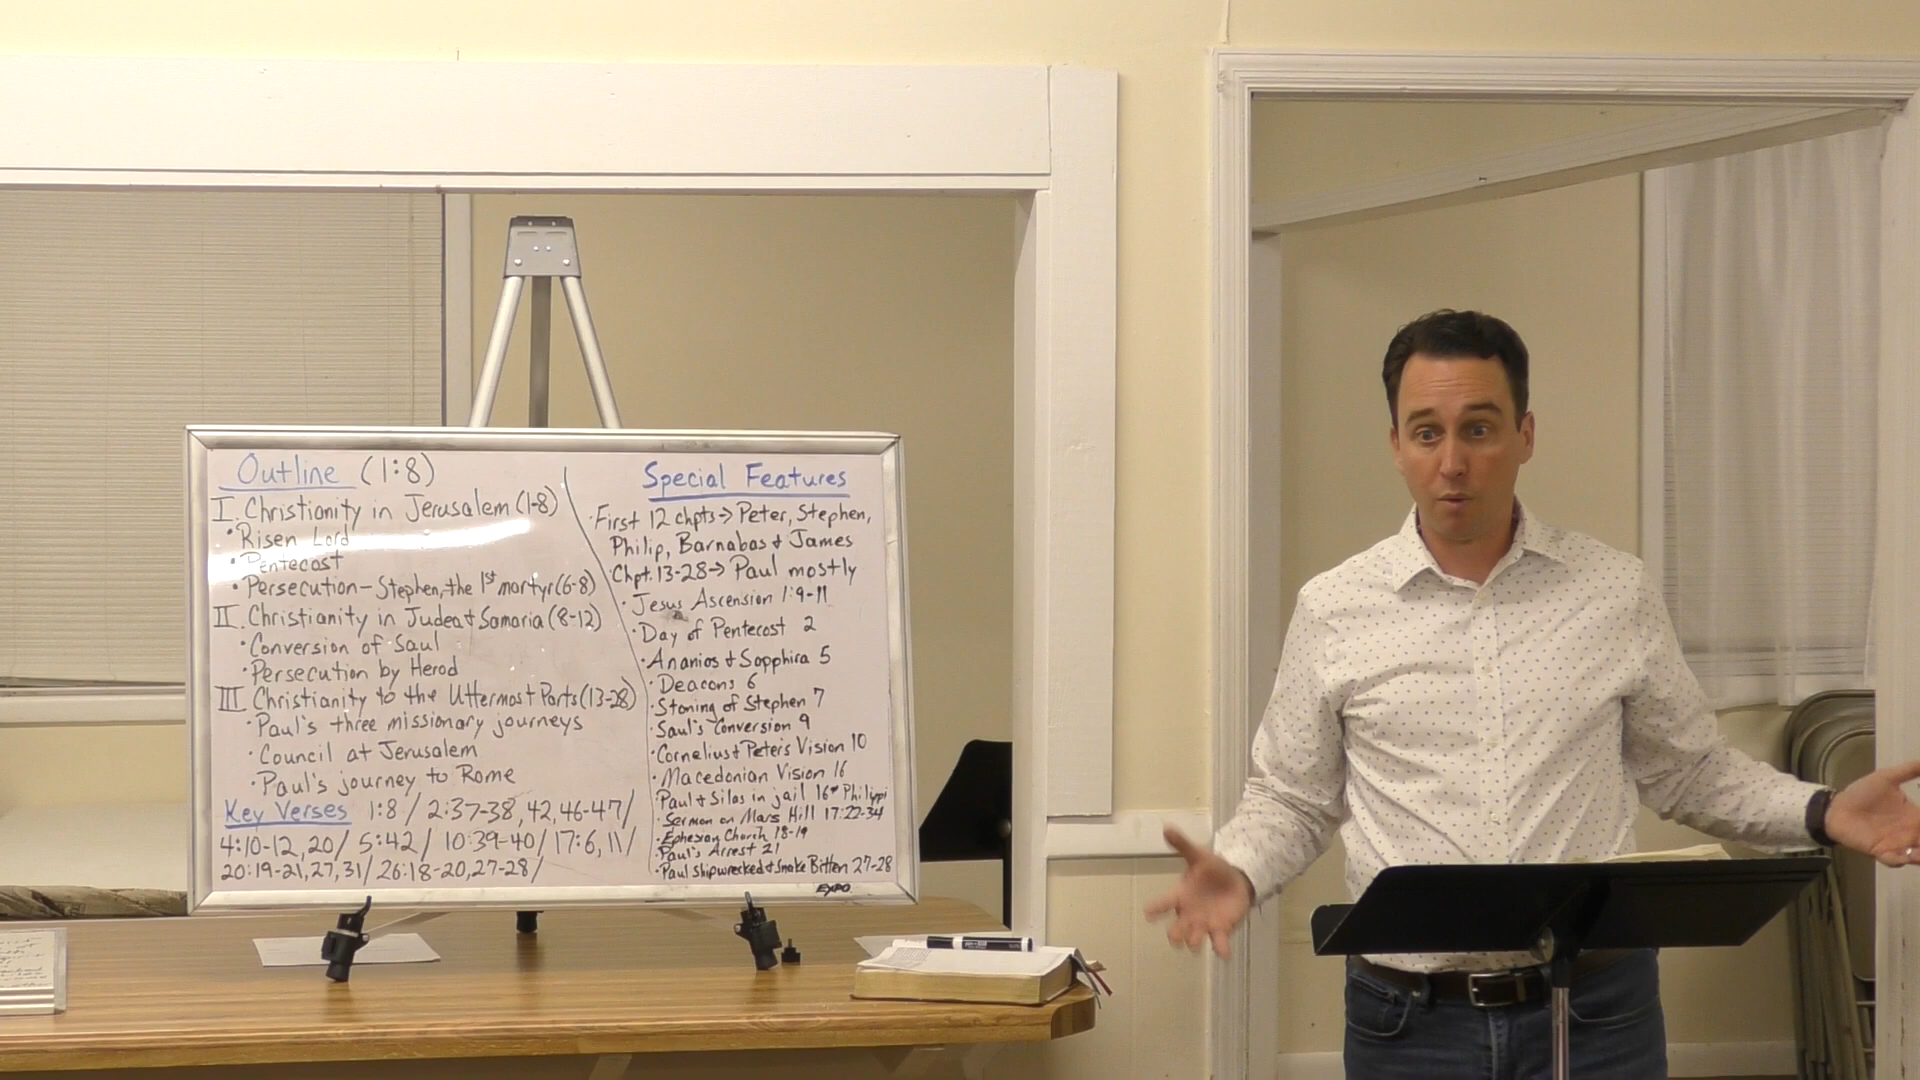 Outline (1:8)
I. Christianity in Jerusalem (1-8)
• Risen Lord
• Pentecost
• Persecution - Stephen, the 1st martyr (6-8)
II. Christianity in Judea + Samaria (8-12)
• Conversion of Saul
• Persecution by Herod
III. Christianity to the Uttermost Parts (13-28)
• Paul's three missionary journeys
• Council at Jerusalem
• Paul's journey to Rome
Key Verses 1:8 / 2:37-38, 42, 46-47 /
4:10-12, 20 / 5:42 / 10:39-40 / 17:6, 11 /
20:19-21, 27, 31 / 26:18-20, 27-28 /
Special Features
• First 12 chpts → Peter, Stephen,
Philip, Barnabas + James
• Chpt. 13-28 → Paul mostly
• Jesus Ascension 1:9-11
• Day of Pentecost 2
• Ananias + Sapphira 5
• Deacons 6
• Stoning of Stephen 7
• Saul's Conversion 9
• Cornelius + Peter's Vision 10
• Macedonian Vision 16
• Paul + Silas in jail 16 → Philippi
• Sermon on Mars Hill 17:22-34
• Ephesian Church 18-19
• Paul's Arrest 21
• Paul shipwrecked + Snake Bitten 27-28
EXPO